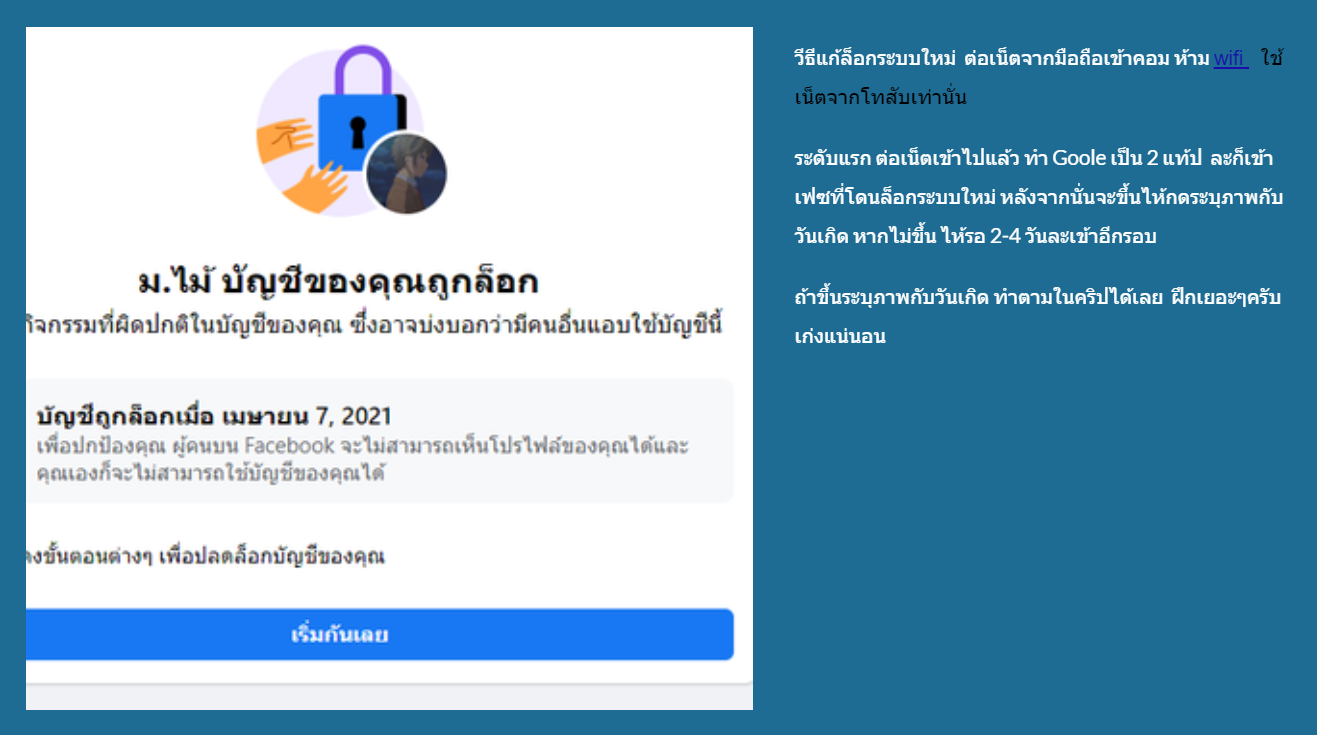 ม.ไม้ บัญชีของคุณถูกล็อก
กิจกรรมที่ผิดปกติในบัญชีของคุณ ซึ่งอาจบ่งบอกว่ามีคนอื่นแอบใช้บัญชีนี้
บัญชีถูกล็อกเมื่อ เมษายน 7, 2021
เพื่อปกป้องคุณ ผู้คนบน Facebook จะไม่สามารถเห็นโปรไฟล์ของคุณได้และ
คุณเองก็จะไม่สามารถใช้บัญชีของคุณได้
ขั้นตอนต่างๆ เพื่อปลดล็อกบัญชีของคุณ
เริ่มกันเลย
วีธีแก้ล็อกระบบใหม่ ต่อเน็ตจากมือถือเข้าคอม ห้าม wifi ใช้
เน็ตจากโทสับเท่านั่น
ระดับแรก ต่อเน็ตเข้าไปแล้ว ทำ Goole เป็น 2 แท้ป ละก็เข้า
เฟซที่โดนล็อกระบบใหม่ หลังจากนั่นจะขึ้นไห้กดระบุภาพกับ
วันเกิด หากไม่ขึ้น ไห้รอ 2-4 วันละเข้าอีกรอบ
ถ้าขึ้นระบุภาพกับวันเกิด ทำตามในคริปได้เลย ฝึกเยอะๆครับ
เก่งแน่นอน